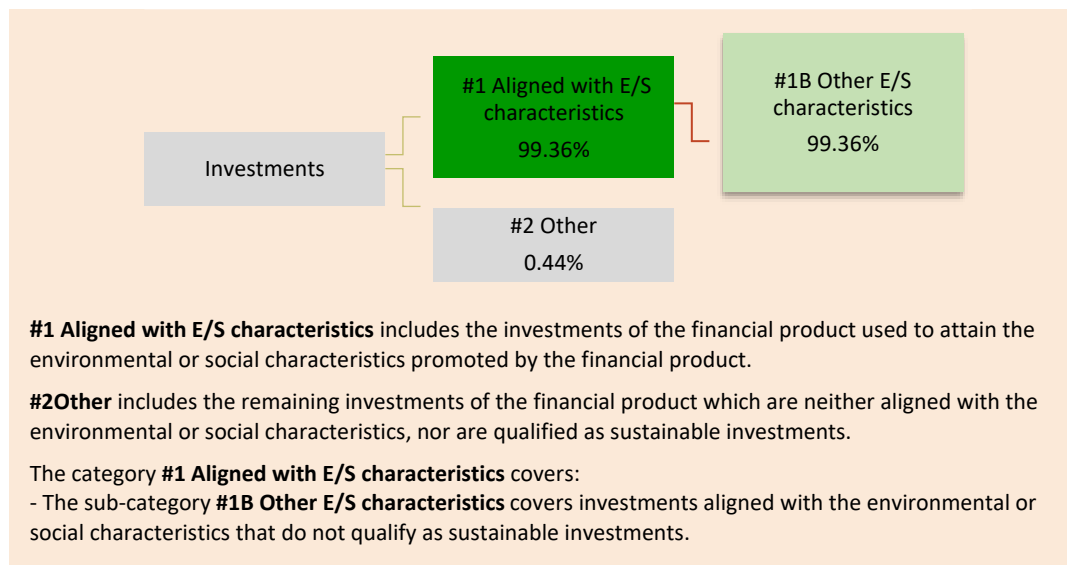 Investments
#1 Aligned with E/S
characteristics
99.36%
#1B Other E/S
characteristics
99.36%
#2 Other
0.44%
#1 Aligned with E/S characteristics includes the investments of the financial product used to attain the
environmental or social characteristics promoted by the financial product.
#2Other includes the remaining investments of the financial product which are neither aligned with the
environmental or social characteristics, nor are qualified as sustainable investments.
The category #1 Aligned with E/S characteristics covers:
- The sub-category #1B Other E/S characteristics covers investments aligned with the environmental or
social characteristics that do not qualify as sustainable investments.